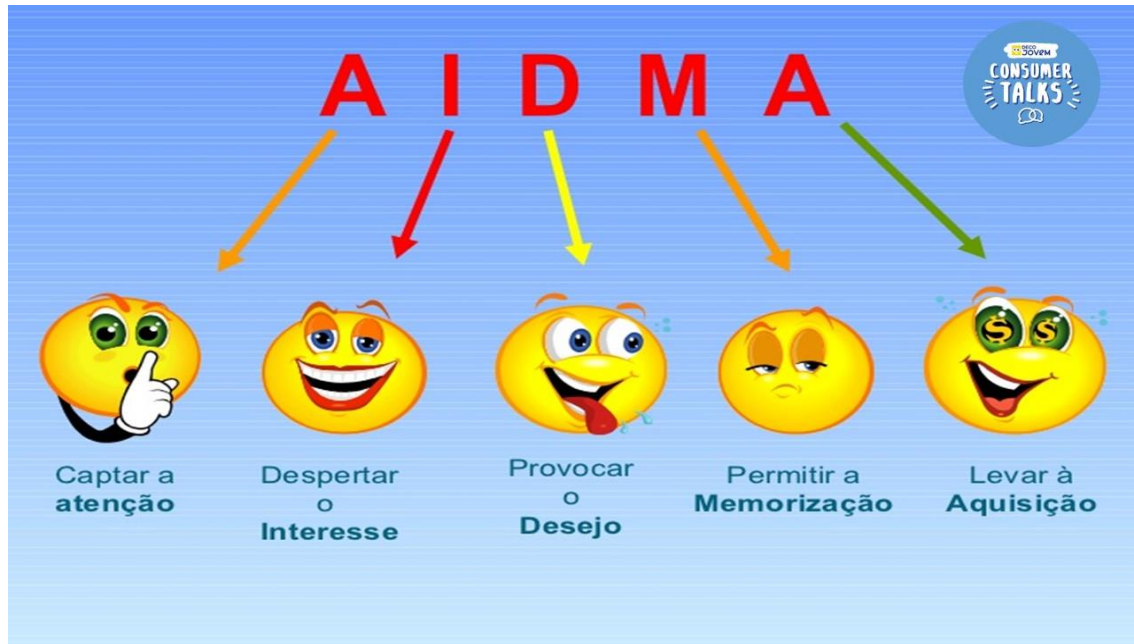 A I D M A
DECO
JOVEM
CONSUMER
TALKS
Captar a
atenção
Despertar
o
Interesse
Provocar
o
Desejo
Permitir a
Memorização
Levar à
Aquisição